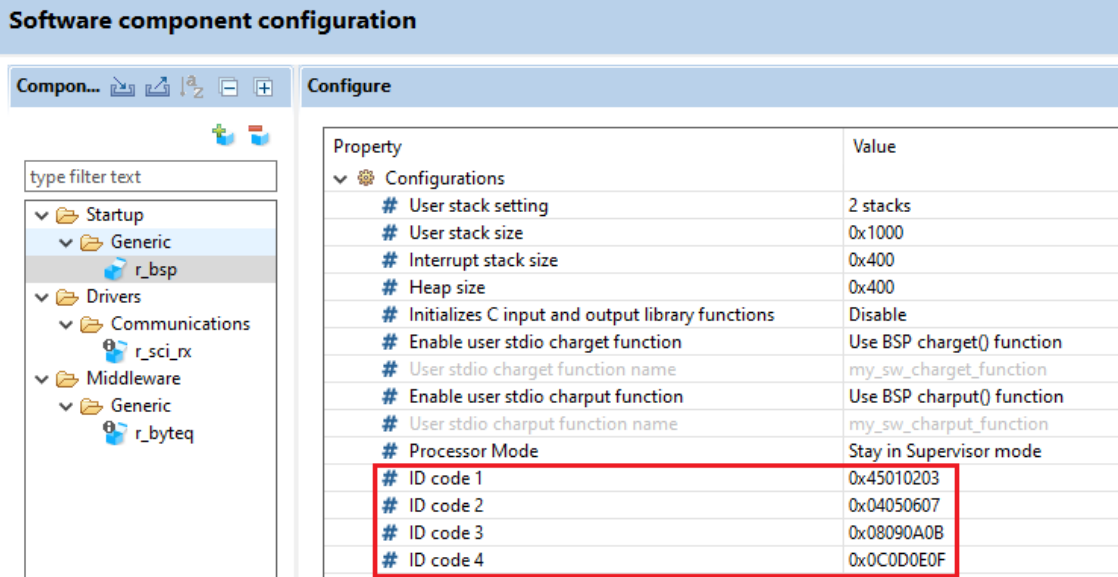 Software component configuration
Compon...
Configure
type filter text
Startup
Generic
r_bsp
Drivers
Communications
r_sci_rx
Middleware
Generic
r_byteq
Property Value
Configurations
# User stack setting 2 stacks
# User stack size 0x1000
# Interrupt stack size 0x400
# Heap size 0x400
# Initializes C input and output library functions Disable
# Enable user stdio charget function Use BSP charget() function
# User stdio charget function name my_sw_charget_function
# Enable user stdio charput function Use BSP charput() function
# User stdio charput function name my_sw_charput_function
# Processor Mode Stay in Supervisor mode
# ID code 1 0x45010203
# ID code 2 0x04050607
# ID code 3 0x08090A0B
# ID code 4 0x0C0D0E0F